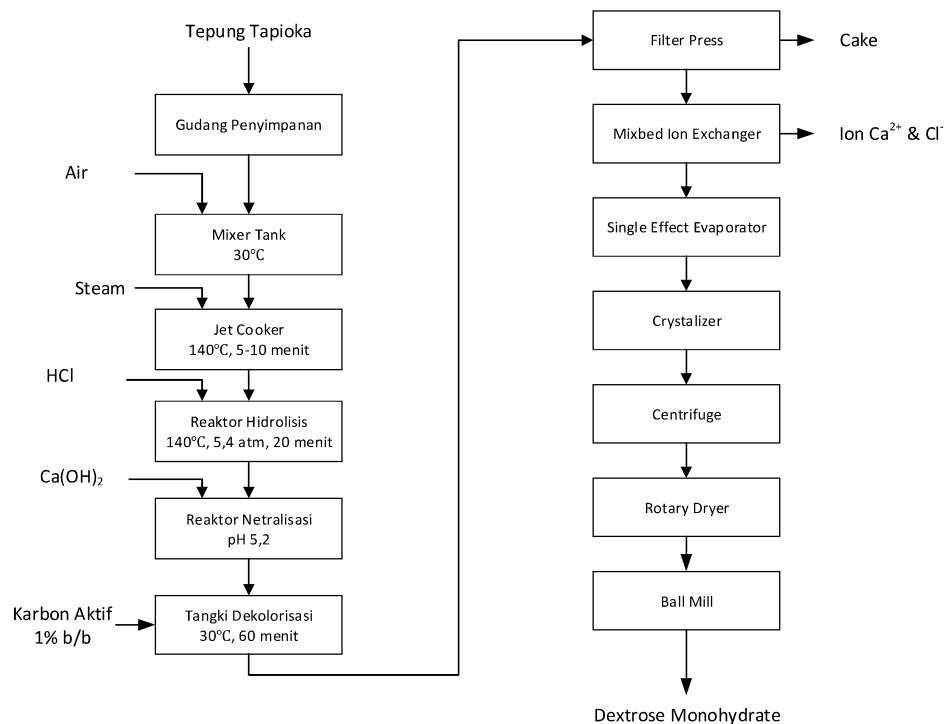 Tepung Tapioka
Gudang Penyimpanan
Air
Mixer Tank
30℃
Steam
Jet Cooker
140℃, 5-10 menit
HCl
Reaktor Hidrolisis
140℃, 5,4 atm, 20 menit
Ca(OH)₂
Reaktor Netralisasi
pH 5,2
Karbon Aktif
1% b/b
Tangki Dekolorisasi
30℃, 60 menit
Filter Press
Cake
Mixbed Ion Exchanger
Ion Ca²⁺ & Cl⁻
Single Effect Evaporator
Crystalizer
Centrifuge
Rotary Dryer
Ball Mill
Dextrose Monohydrate